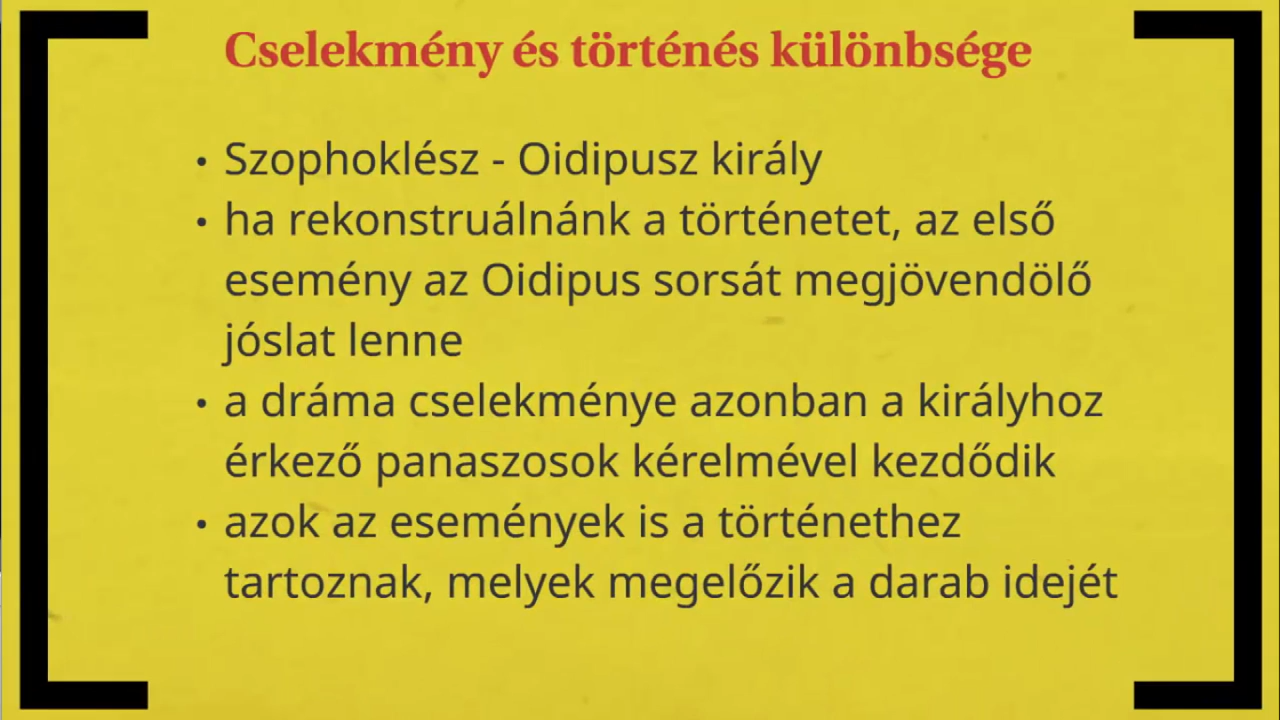 Cselekmény és történés különbsége
• Szophoklész - Oidipusz király
• ha rekonstruálnánk a történetet, az első
esemény az Oidipus sorsát megjövendölő
jóslat lenne
• a dráma cselekménye azonban a királyhoz
érkező panaszosok kérelmével kezdődik
• azok az események is a történethez
tartoznak, melyek megelőzik a darab idejét